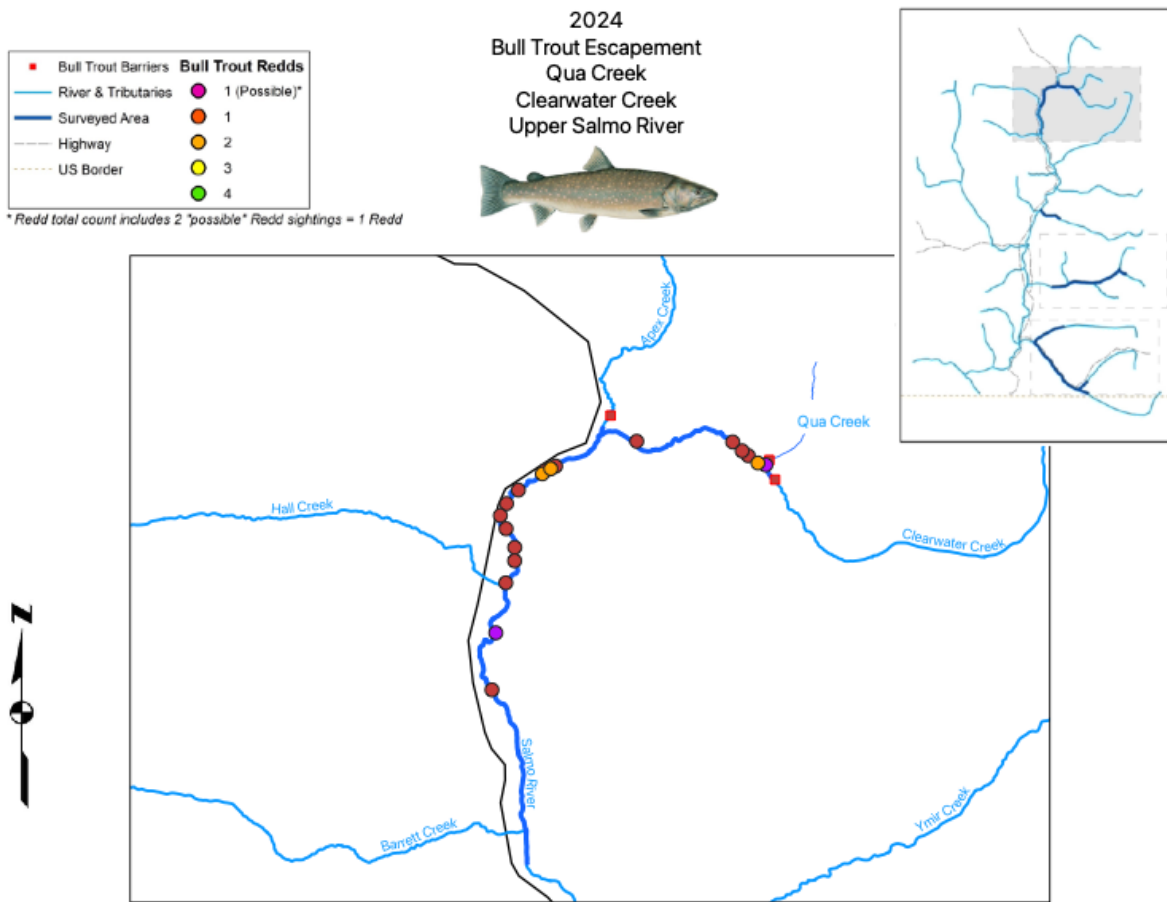 2024
Bull Trout Escapement
Qua Creek
Clearwater Creek
Upper Salmo River
Bull Trout Barriers
River & Tributaries
Surveyed Area
Highway
US Border
Bull Trout Redds
1 (Possible)*
1
2
3
4
* Redd total count includes 2 "possible" Redd sightings = 1 Redd
Apex Creek
Qua Creek
Hall Creek
Clearwater Creek
Salmo River
Barrett Creek
Ymir Creek
N